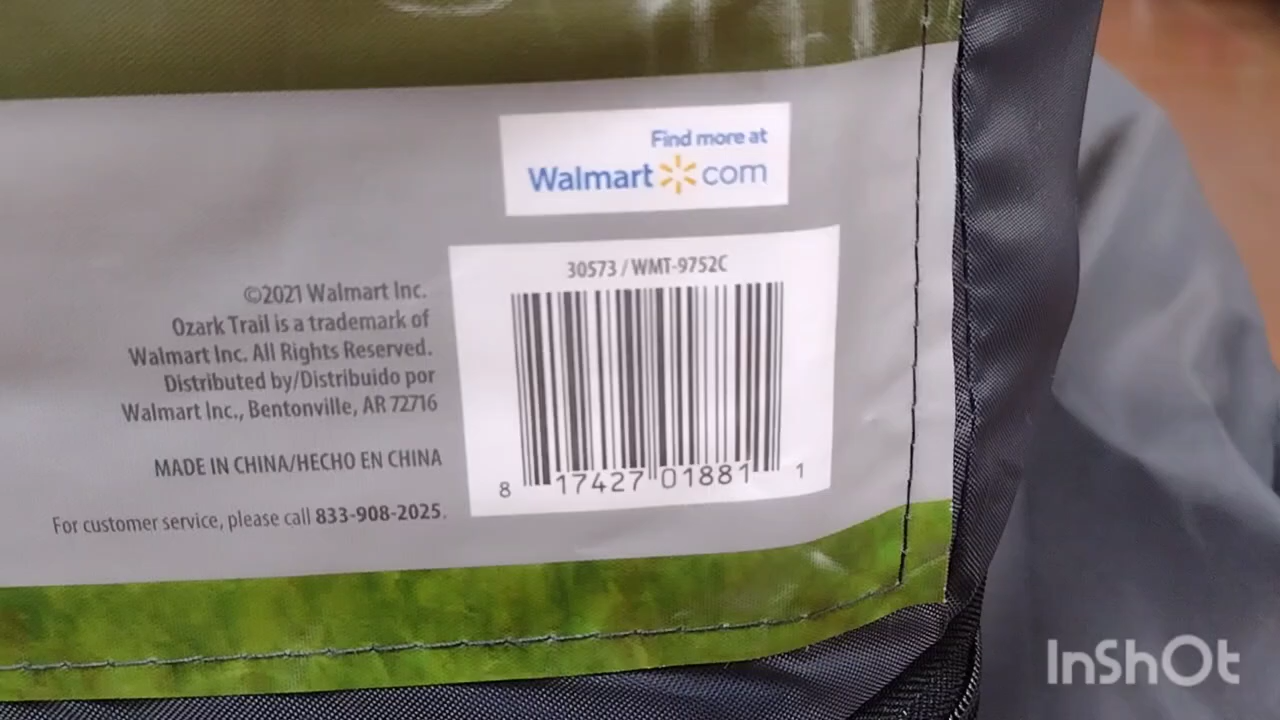 Find more at
Walmart com
30573 / WMT-9752C
8 17427 01881 1
©2021 Walmart Inc.
Ozark Trail is a trademark of
Walmart Inc. All Rights Reserved.
Distributed by/Distribuido por
Walmart Inc., Bentonville, AR 72716
MADE IN CHINA/HECHO EN CHINA
For customer service, please call 833-908-2025.
InShOt